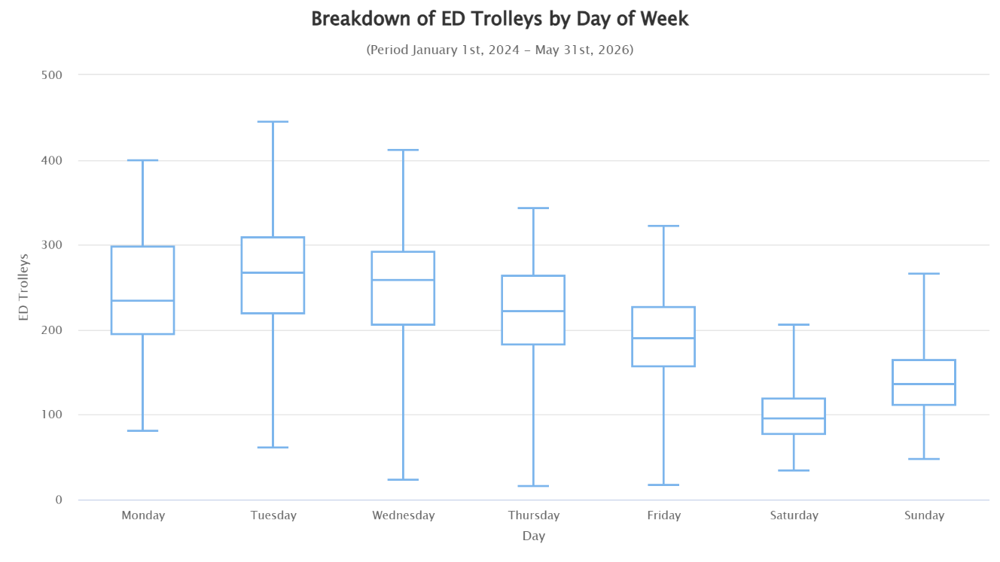 Breakdown of ED Trolleys by Day of Week
(Period January 1st, 2024 – May 31st, 2026)
500
400
300
200
100
0
ED Trolleys
Monday Tuesday Wednesday Thursday Friday Saturday Sunday
Day